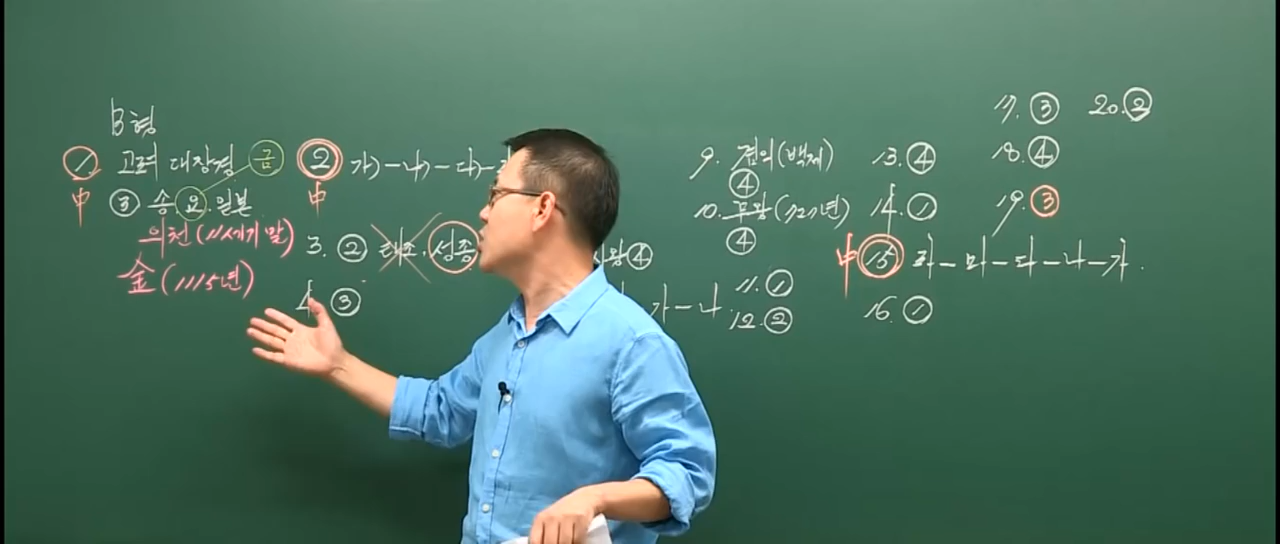 B형
① 고려 대장경 금
中
③ 송, 요, 일본
의천(11세기 말)
金(1115년)
② 가)-나)-다)-
中
3. ② 태조, 성종
4. ③
왕④
가-나
9. 겸익(백제)
④
10. 무왕(727년)
④
11. ①
12. ②
13. ④
14. ①
中 ⑮ 라-마-다-나-가.
16. ①
17. ③
18. ④
19. ③
20. ②